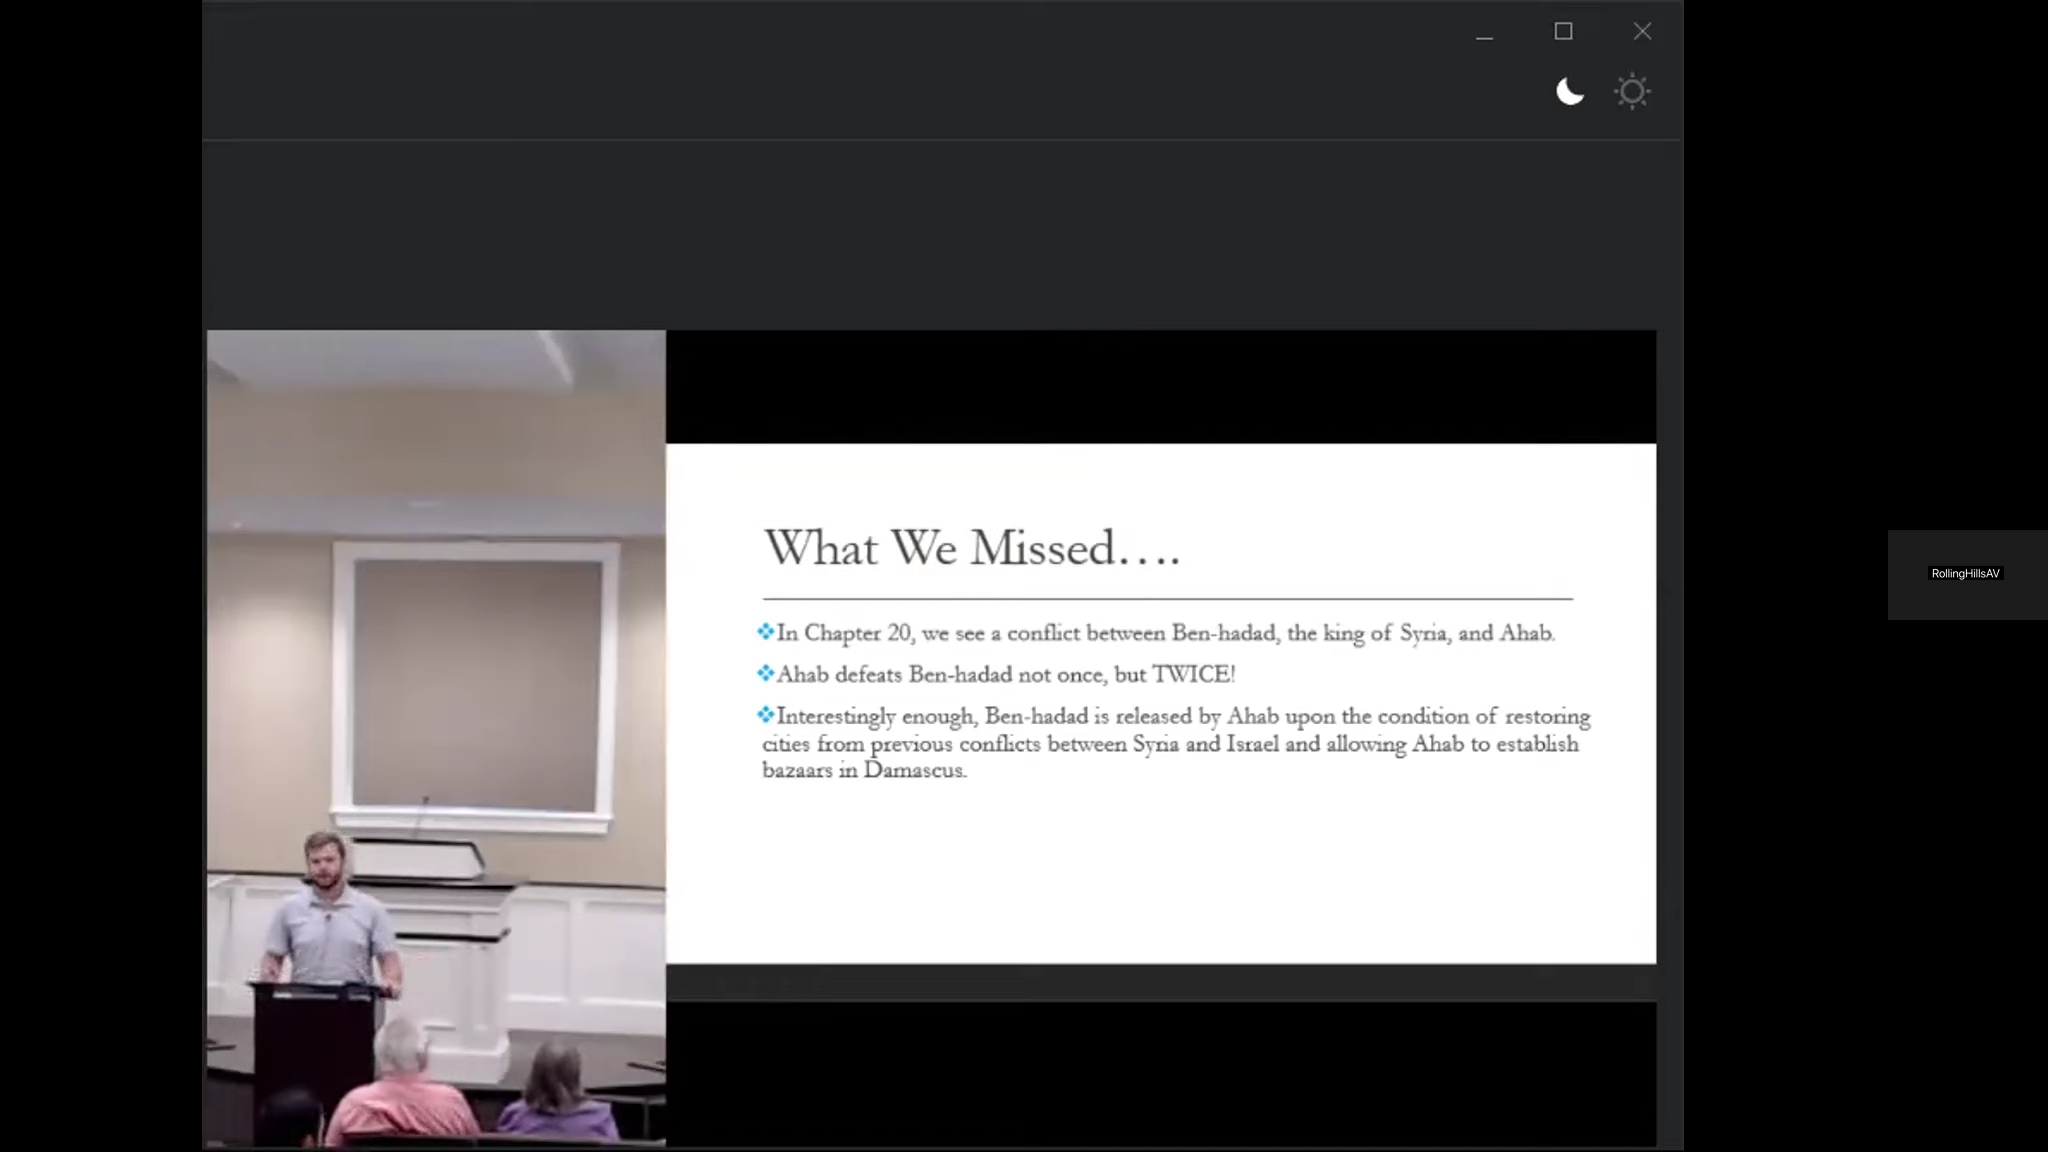 What We Missed....
❖In Chapter 20, we see a conflict between Ben-hadad, the king of Syria, and Ahab.
❖Ahab defeats Ben-hadad not once, but TWICE!
❖Interestingly enough, Ben-hadad is released by Ahab upon the condition of restoring
cities from previous conflicts between Syria and Israel and allowing Ahab to establish
bazaars in Damascus.
RollingHillsAV